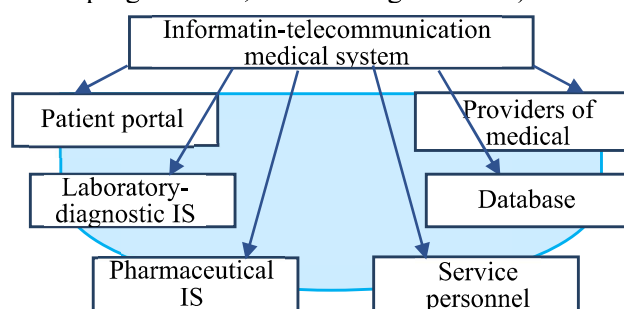 Informatin-telecommunication
medical system
Patient portal
Providers of
medical
Laboratory-
diagnostic IS
Database
Pharmaceutical
IS
Service
personnel